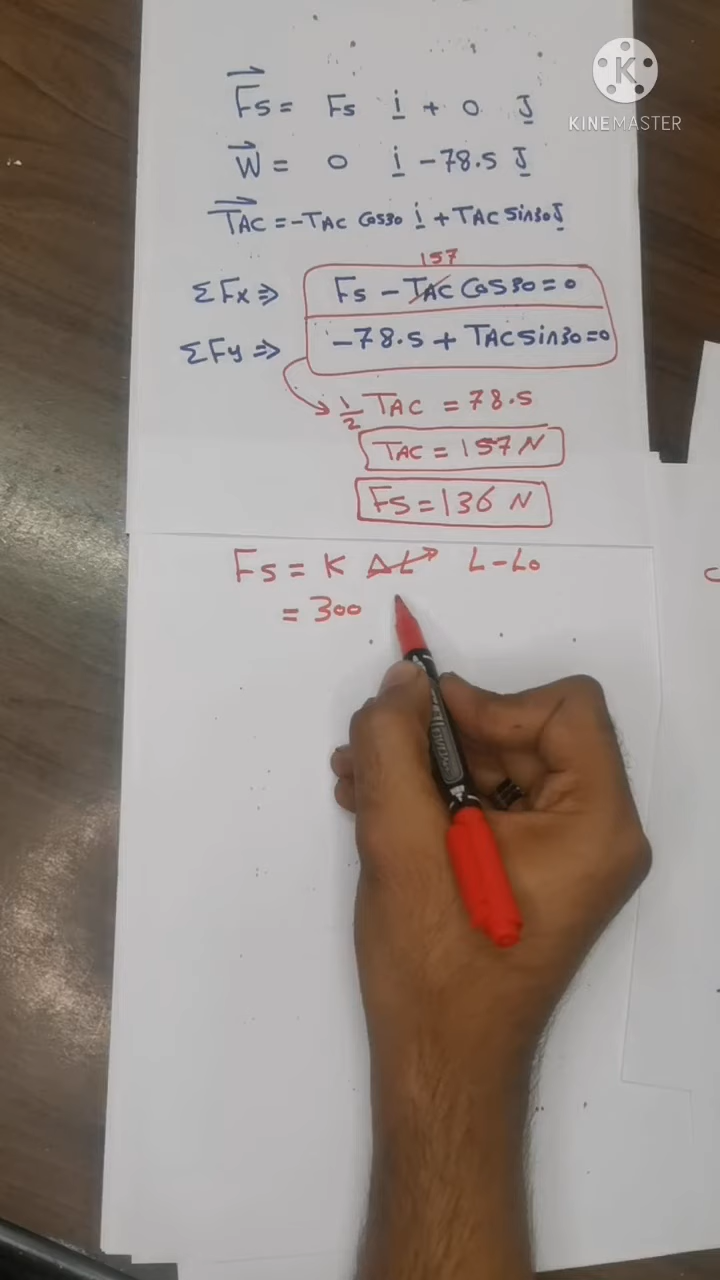 K
KINEMASTER
Fs = Fs i + 0 J
W = 0 i -78.5 J
TAC = -TAC Cos30 i + TAC Sin30 J
157
ΣFx ⇒ Fs - TAC Cos30 = 0
ΣFy ⇒ -78.5 + TAC Sin30 = 0
1/2 TAC = 78.5
TAC = 157 N
FS = 136 N
Fs = K ΔL → L - L0
= 300